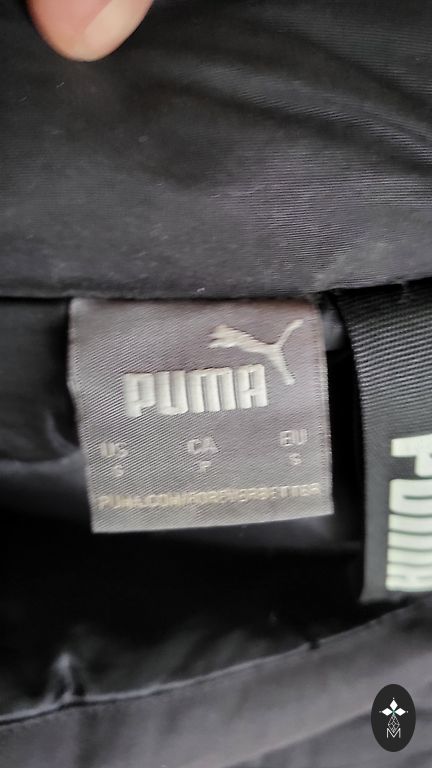 PUMA
US CA EU
S P S
PUMA.COM/FOREVERBETTER
PUMA
M